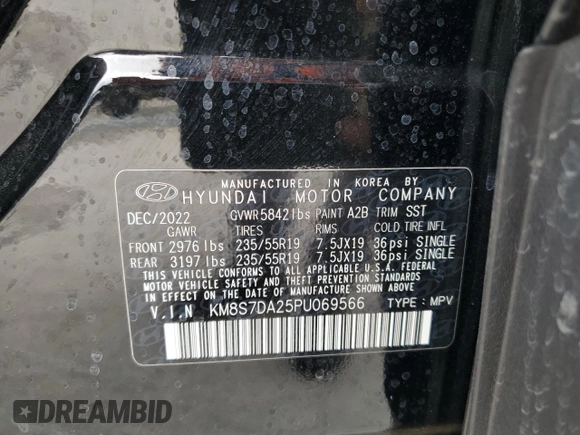 MANUFACTURED IN KOREA BY
HYUNDAI MOTOR COMPANY
DEC/2022 GVWR 5842 lbs PAINT A2B TRIM SST
GAWR TIRES RIMS COLD TIRE INFL
FRONT 2976 lbs 235/55R19 7.5JX19 36psi SINGLE
REAR 3197 lbs 235/55R19 7.5JX19 36psi SINGLE
THIS VEHICLE CONFORMS TO ALL APPLICABLE U.S.A. FEDERAL
MOTOR VEHICLE SAFETY AND THEFT PREVENTION STANDARDS
IN EFFECT ON THE DATE OF MANUFACTURE SHOWN ABOVE.
V.I.N KM8S7DA25PU069566 TYPE : MPV
DREAMBID